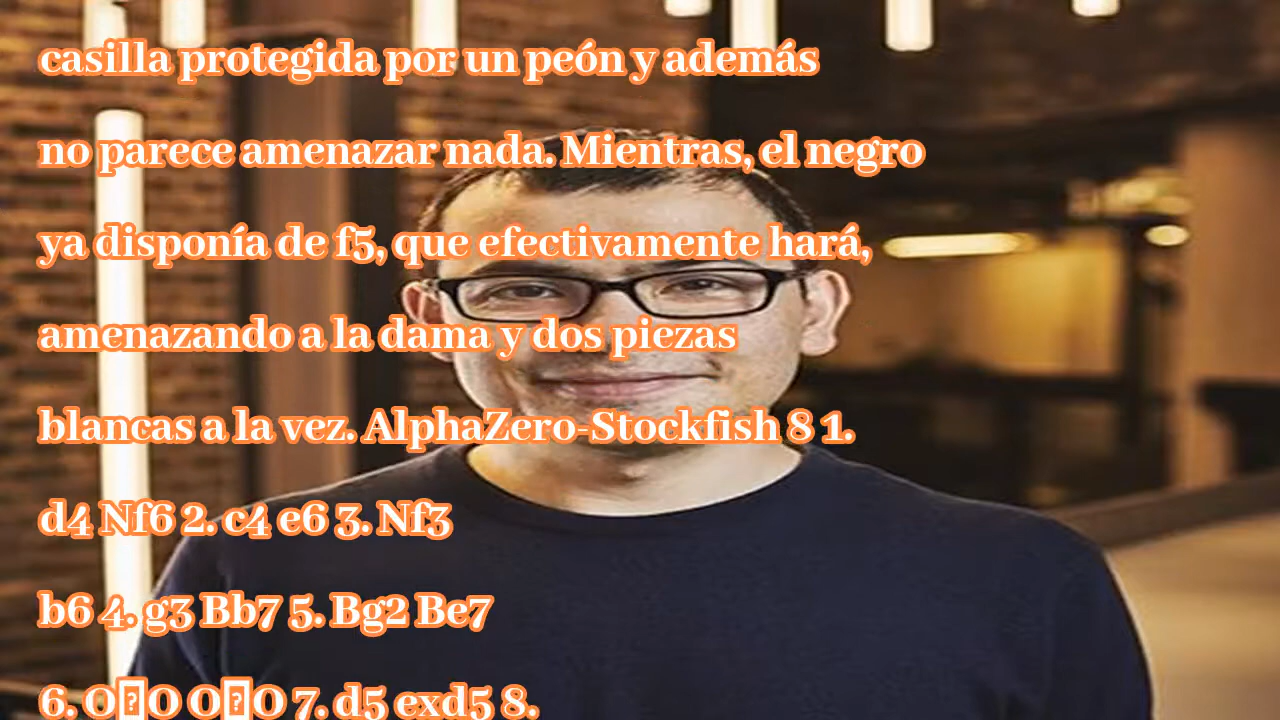 casilla protegida por un peón y además
no parece amenazar nada. Mientras, el negro
ya disponía de f5, que efectivamente hará,
amenazando a la dama y dos piezas
blancas a la vez. AlphaZero-Stockfish 8 1.
d4 Nf6 2. c4 e6 3. Nf3
b6 4. g3 Bb7 5. Bg2 Be7
6. O�O O�O 7. d5 exd5 8.